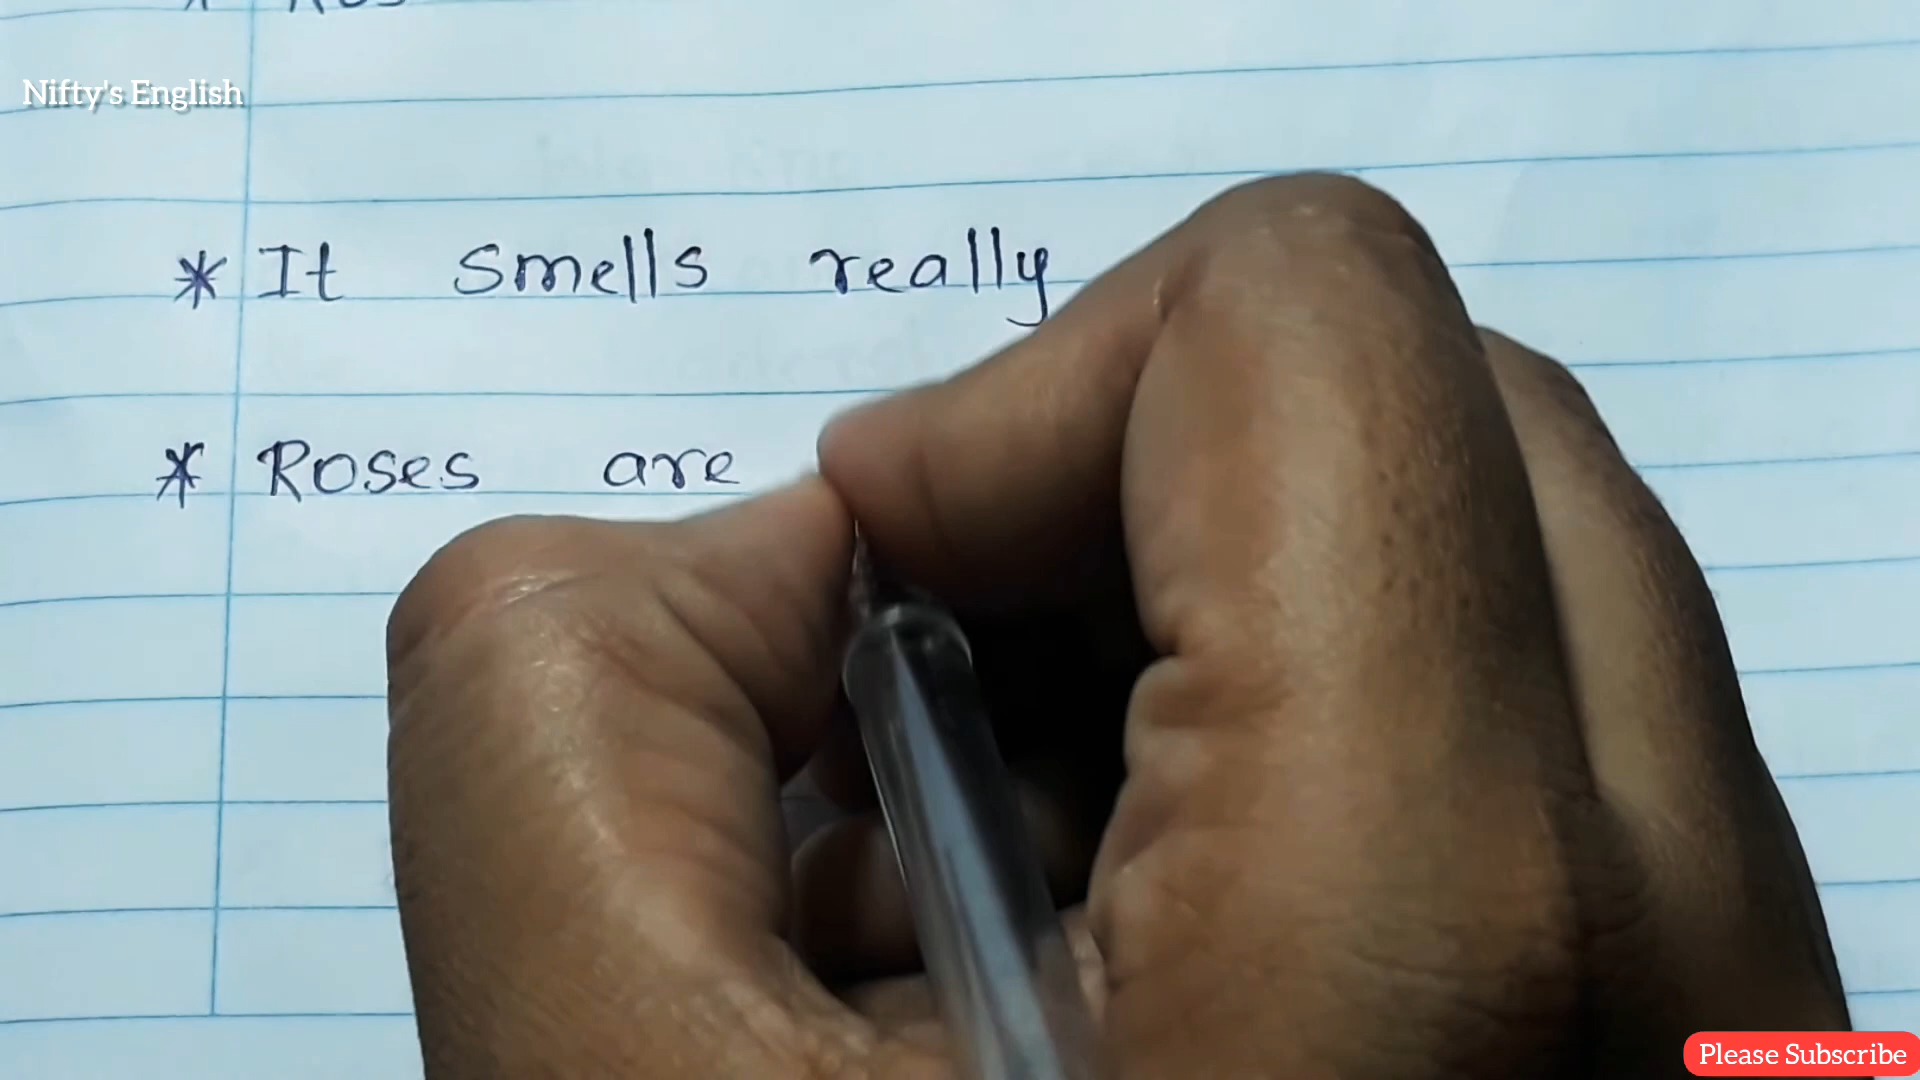 Nifty's English
* It smells really
* Roses are
Please Subscribe